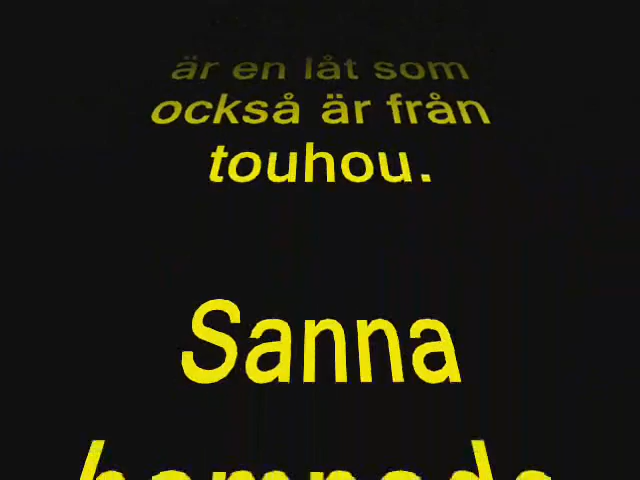 är en låt som
också är från
touhou.
Sanna